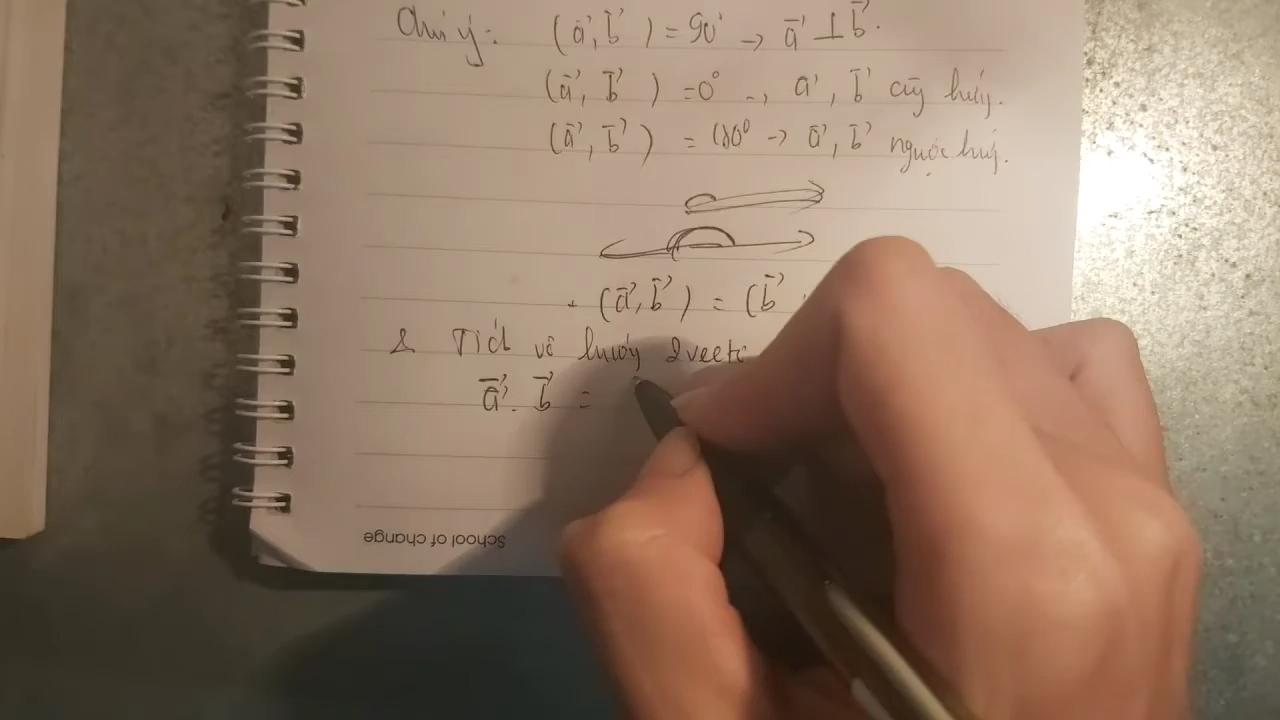 Chú ý: (a⃗, b⃗) = 90° → a⃗ ⊥ b⃗.
(a⃗, b⃗) = 0° → a⃗, b⃗ cùng hướng.
(a⃗, b⃗) = 180° → a⃗, b⃗ ngược hướng.
(a⃗, b⃗) = (b⃗
2 Tích vô hướng 2 vectơ
a⃗. b⃗ =
School of change